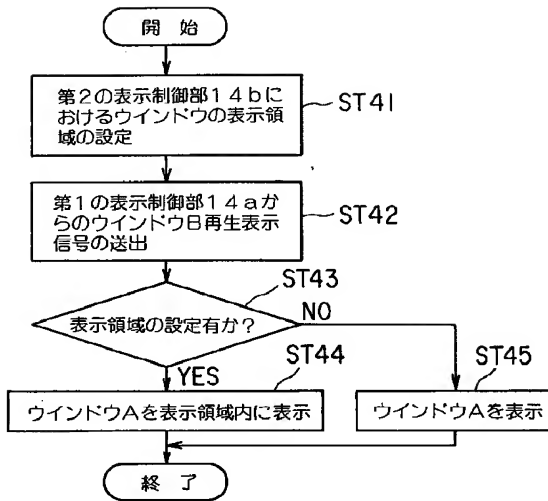 開 始
第2の表示制御部14bに
おけるウインドウの表示領
域の設定
ST41
第1の表示制御部14aか
らのウインドウB再生表示
信号の送出
ST42
ST43
表示領域の設定有か?
NO
YES
ST44
ST45
ウインドウAを表示領域内に表示
ウインドウAを表示
終 了